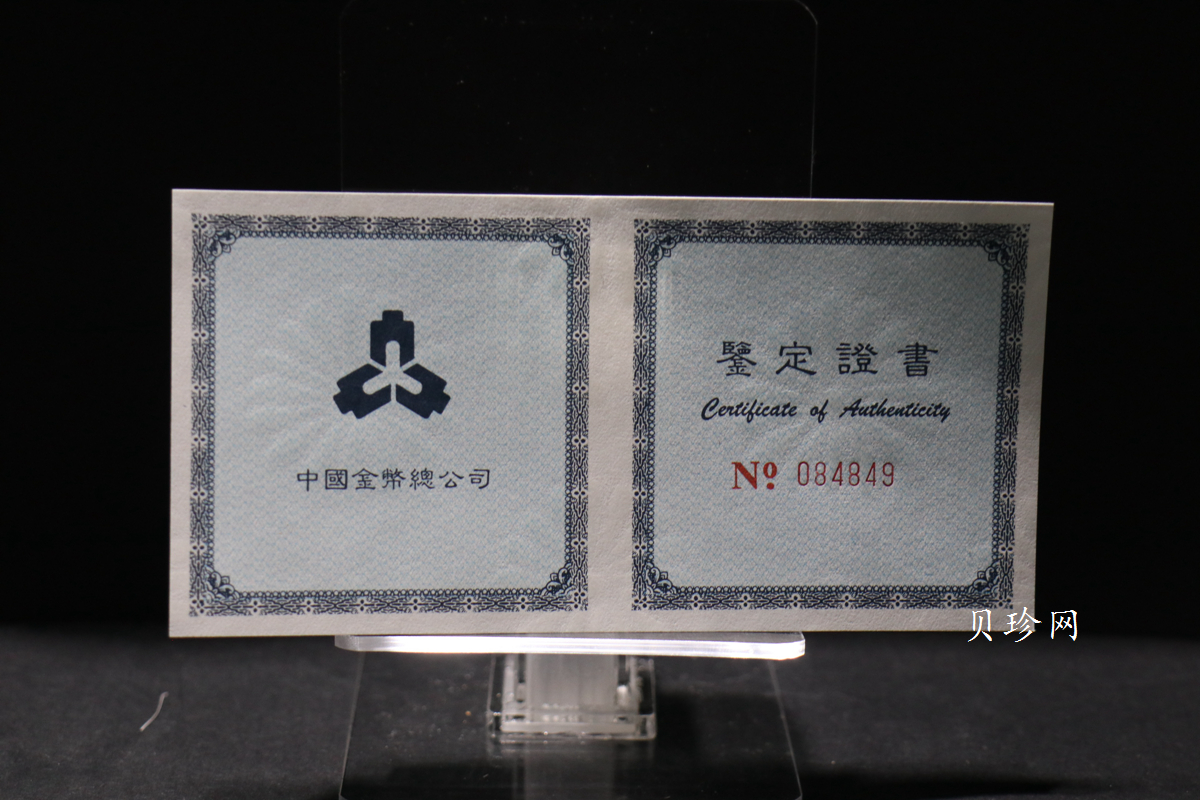 中國金幣總公司
鑒定證書
Certificate of Authenticity
Nº 084849
贝珍网